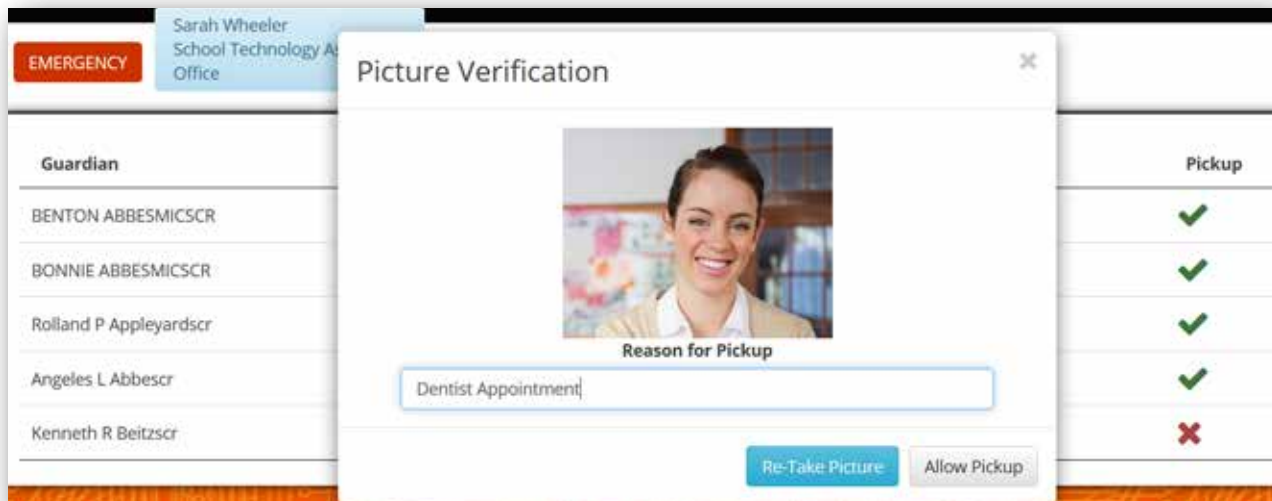 Sarah Wheeler
School Technology As
Office
EMERGENCY
Picture Verification
Guardian
Pickup
BENTON ABBESMICSCR
BONNIE ABBESMICSCR
Rolland P Appleyardscr
Angeles L Abbescr
Kenneth R Beitzscr
Reason for Pickup
Dentist Appointment
Re-Take Picture
Allow Pickup